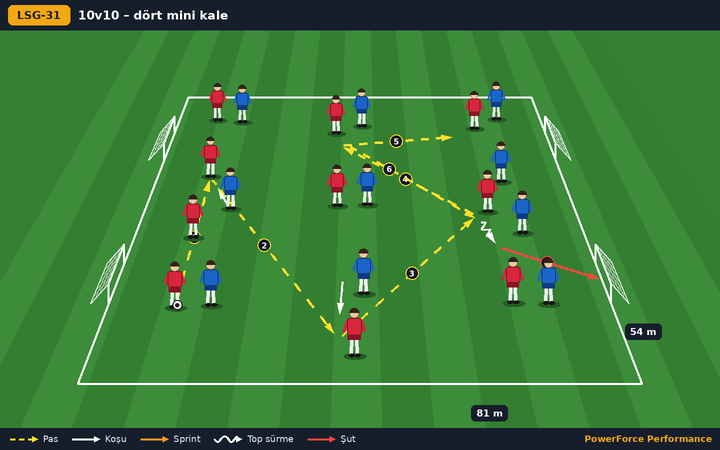 LSG-31 10v10 – dört mini kale
5
6
4
2
3
54 m
81 m
Pas Koşu Sprint Top sürme Şut PowerForce Performance